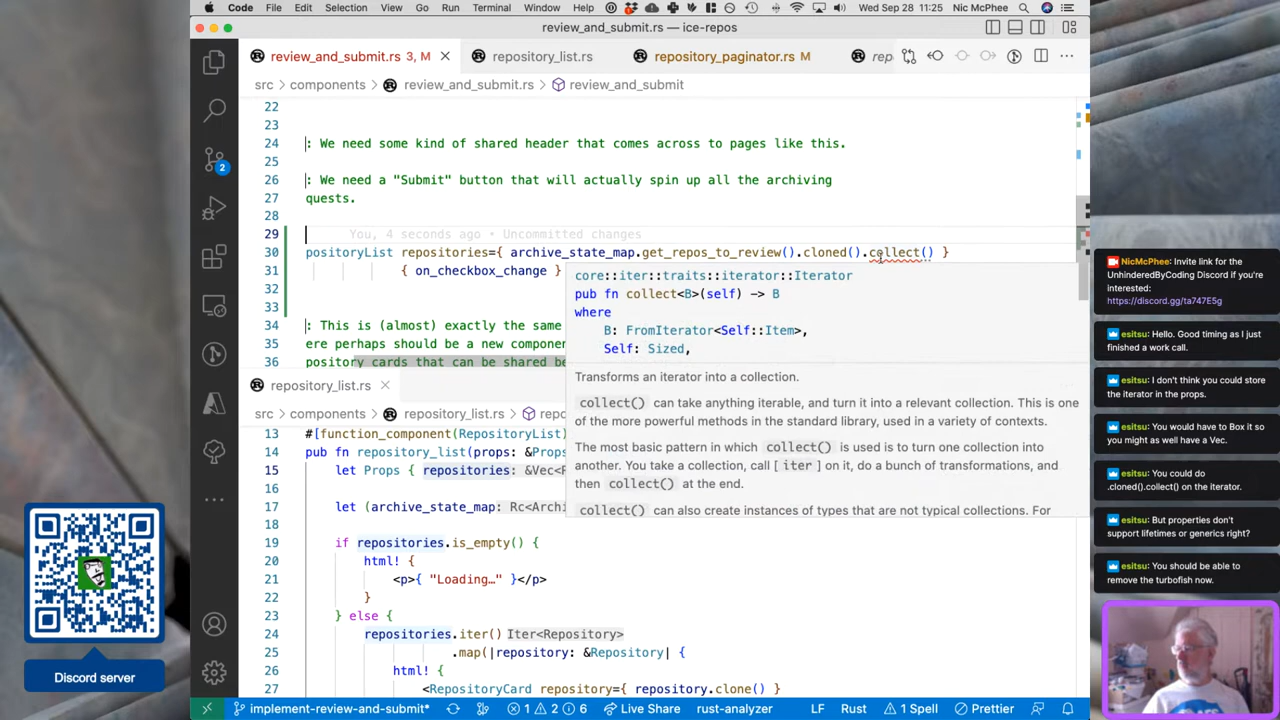 Code File Edit Selection View Go Run Terminal Window Help Wed Sep 28 11:25 Nic McPhee
review_and_submit.rs — ice-repos
review_and_submit.rs 3, M repository_list.rs repository_paginator.rs M rep
src components review_and_submit.rs review_and_submit
22
23
24 : We need some kind of shared header that comes across to pages like this.
25
26 : We need a "Submit" button that will actually spin up all the archiving
27 quests.
28
29 You, 4 seconds ago • Uncommitted changes
30 positoryList repositories={ archive_state_map.get_repos_to_review().cloned().collect() }
31 { on_checkbox_change }
32
33
34 : This is (almost) exactly the same
35 ere perhaps should be a new compone
36 pository cards that can be shared be
core::iter::traits::iterator::Iterator
pub fn collect<B>(self) -> B
where
B: FromIterator<Self::Item>,
Self: Sized,
Transforms an iterator into a collection.
collect() can take anything iterable, and turn it into a relevant collection. This is one
of the more powerful methods in the standard library, used in a variety of contexts.
The most basic pattern in which collect() is used is to turn one collection into
another. You take a collection, call [ iter ] on it, do a bunch of transformations, and
then collect() at the end.
collect() can also create instances of types that are not typical collections. For
repository_list.rs
src components repository_list.rs repo
13 #[function_component(RepositoryList)
14 pub fn repository_list(props: &Prop
15 let Props { repositories: &Vec<R
16
17 let (archive_state_map: Rc<Archi
18
19 if repositories.is_empty() {
20 html! {
21 <p>{ "Loading…" }</p>
22 }
23 } else {
24 repositories.iter() Iter<Repository>
25 .map(|repository: &Repository| {
26 html! {
27 <RepositoryCard repository={ repository.clone() }
2
implement-review-and-submit* 1 2 6 Live Share rust-analyzer LF Rust 1 Spell Prettier
Discord server
NicMcPhee: Invite link for the
UnhinderedByCoding Discord if you're
interested:
https://discord.gg/ta747E5g
esitsu: Hello. Good timing as I just
finished a work call.
esitsu: I don't think you could store
the iterator in the props.
esitsu: You would have to Box it so
you might as well have a Vec.
esitsu: You could do
.cloned().collect() on the iterator.
esitsu: But properties don't
support lifetimes or generics right?
esitsu: You should be able to
remove the turbofish now.